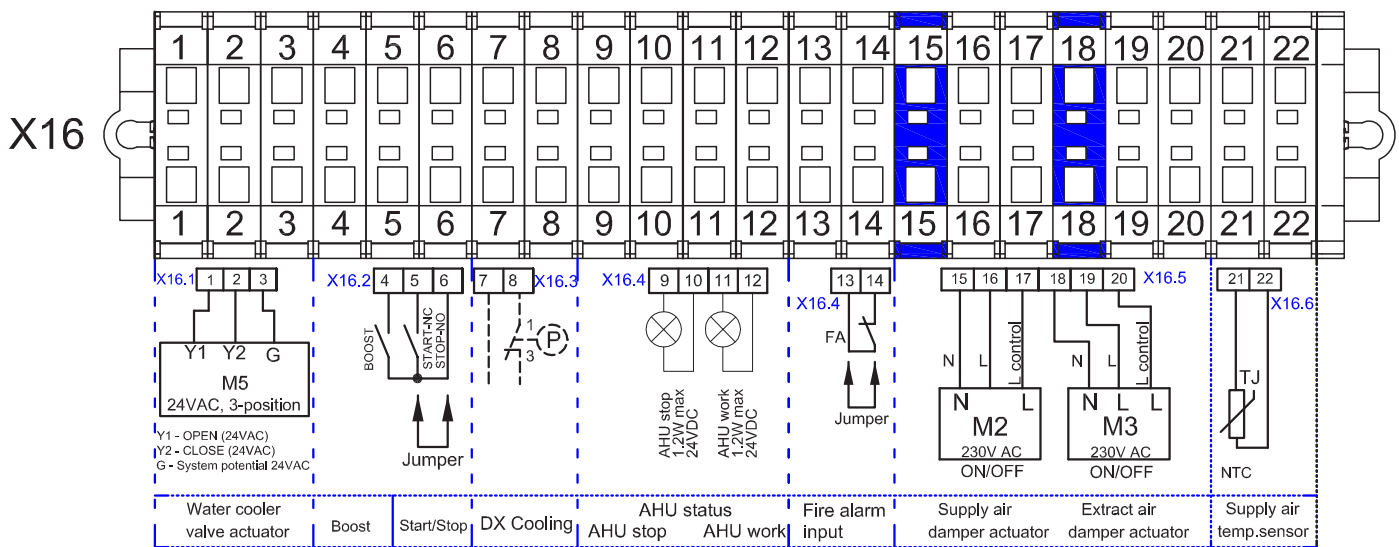 1 2 3 4 5 6 7 8 9 10 11 12 13 14 15 16 17 18 19 20 21 22
X16
1 2 3 4 5 6 7 8 9 10 11 12 13 14 15 16 17 18 19 20 21 22
X16.1 1 2 3 X16.2 4 5 6 7 8 X16.3 X16.4 9 10 11 12 13 14 15 16 17 18 19 20 X16.5 21 22
X16.4 X16.6
BOOST
START-NC
STOP-NO
1
3
P
FA
N L L control N L L control
TJ
Y1 Y2 G
M5
24VAC, 3-position
Y1 - OPEN (24VAC)
Y2 - CLOSE (24VAC)
G - System potential 24VAC
Jumper
AHU stop
1.2W max
24VDC
AHU work
1.2W max
24VDC
Jumper
N L
M2
230V AC
ON/OFF
N L L
M3
230V AC
ON/OFF
NTC
Water cooler
valve actuator
Boost
Start/Stop
DX Cooling
AHU status
AHU stop AHU work
Fire alarm
input
Supply air
damper actuator
Extract air
damper actuator
Supply air
temp.sensor